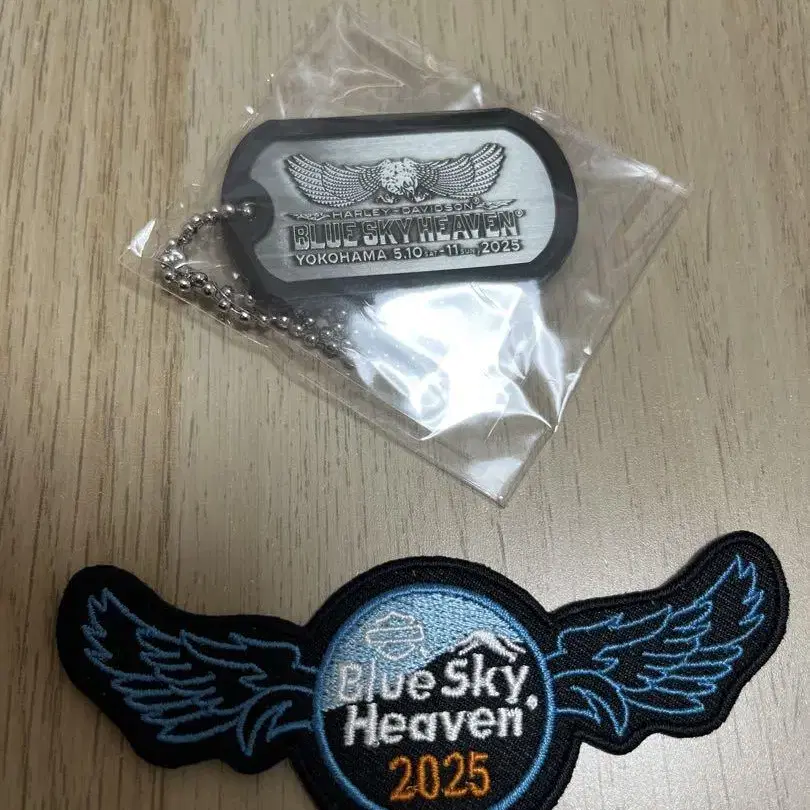 HARLEY-DAVIDSON®
BLUE SKY HEAVEN®
YOKOHAMA 5.10 SAT-11 SUN, 2025
Blue Sky
Heaven®
2025